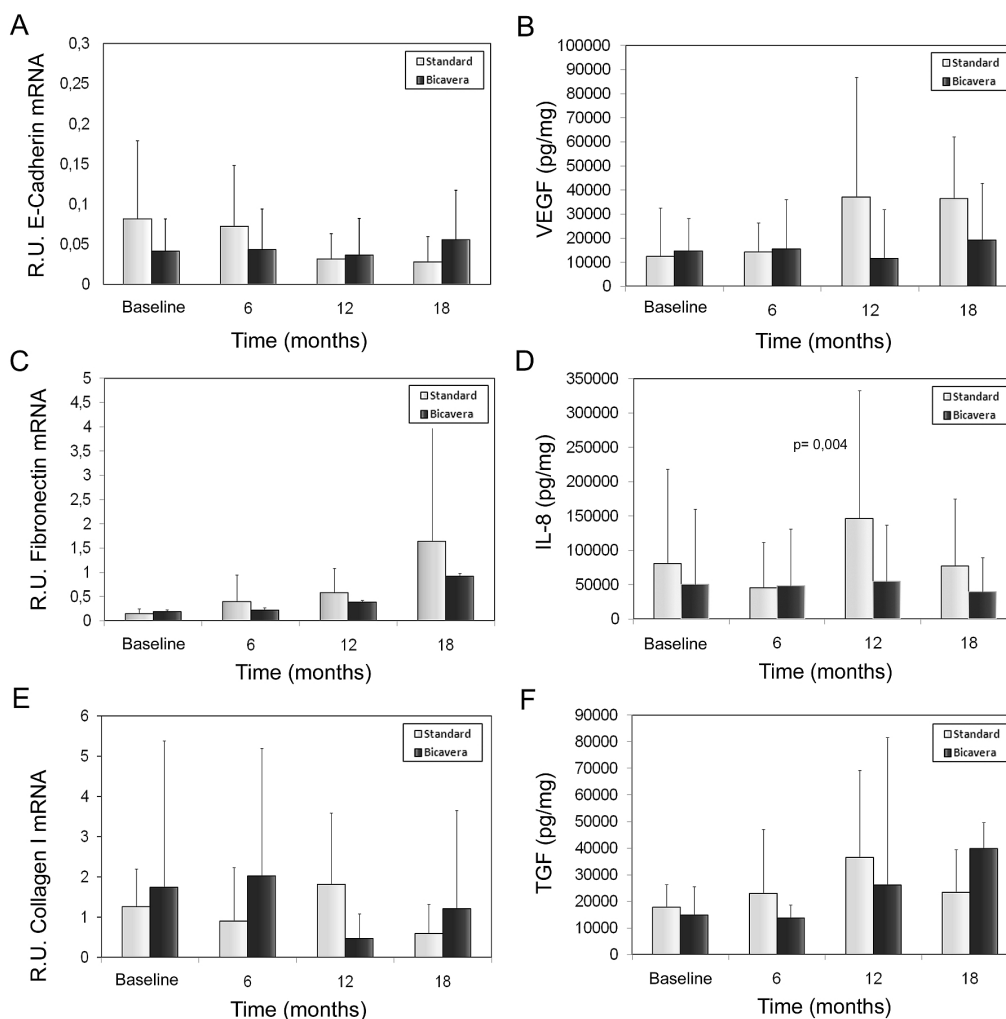 A
R.U. E-Cadherin mRNA
0,3
0,25
0,2
0,15
0,1
0,05
0
Standard
Bicavera
Baseline 6 12 18
Time (months)
B
VEGF (pg/mg)
100000
90000
80000
70000
60000
50000
40000
30000
20000
10000
0
Standard
Bicavera
Baseline 6 12 18
Time (months)
C
R.U. Fibronectin mRNA
5
4,5
4
3,5
3
2,5
2
1,5
1
0,5
0
Standard
Bicavera
Baseline 6 12 18
Time (months)
D
IL-8 (pg/mg)
350000
300000
250000
200000
150000
100000
50000
0
Standard
Bicavera
p= 0,004
Baseline 6 12 18
Time (months)
E
R.U. Collagen I mRNA
6
5
4
3
2
1
0
Standard
Bicavera
Baseline 6 12 18
Time (months)
F
TGF (pg/mg)
90000
80000
70000
60000
50000
40000
30000
20000
10000
0
Standard
Bicavera
Baseline 6 12 18
Time (months)